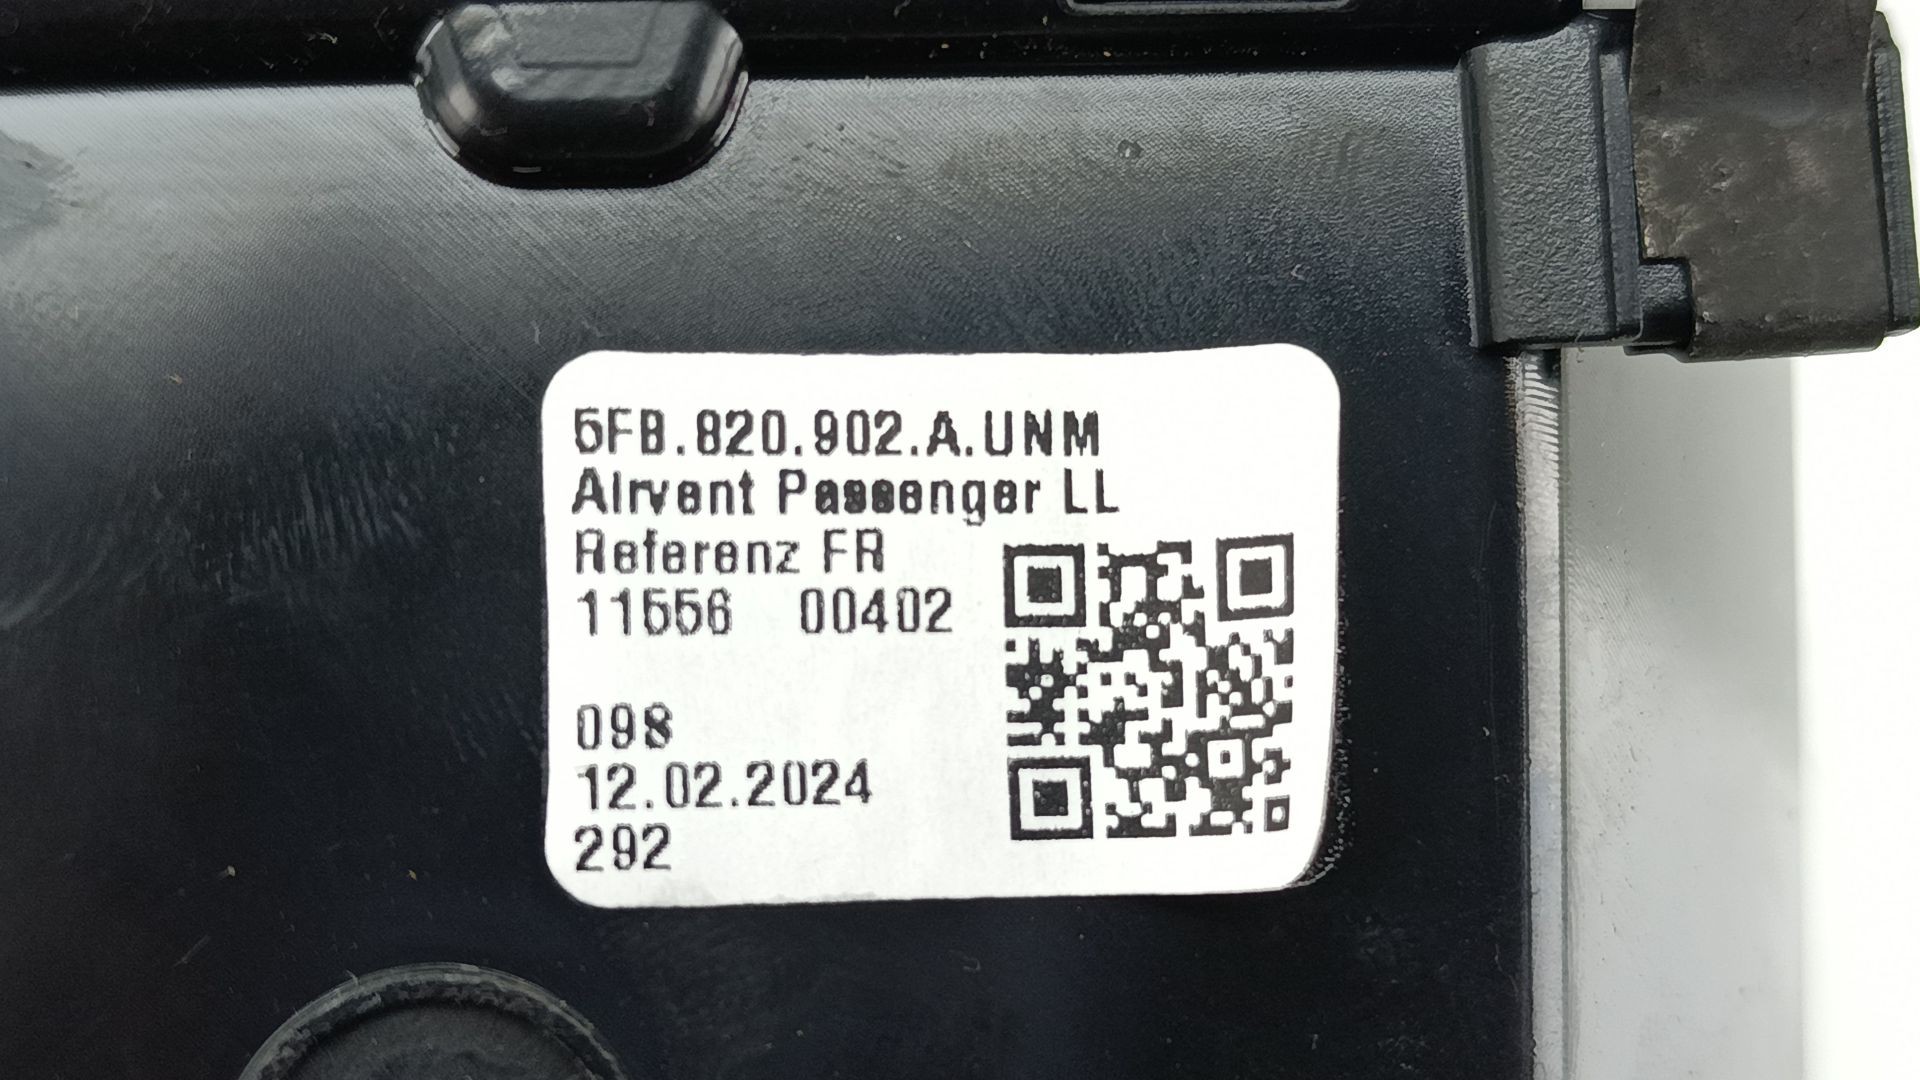 5FB.820.902.A.UNM
Airvent Passenger LL
Referenz FR
11556 00402
098
12.02.2024
292